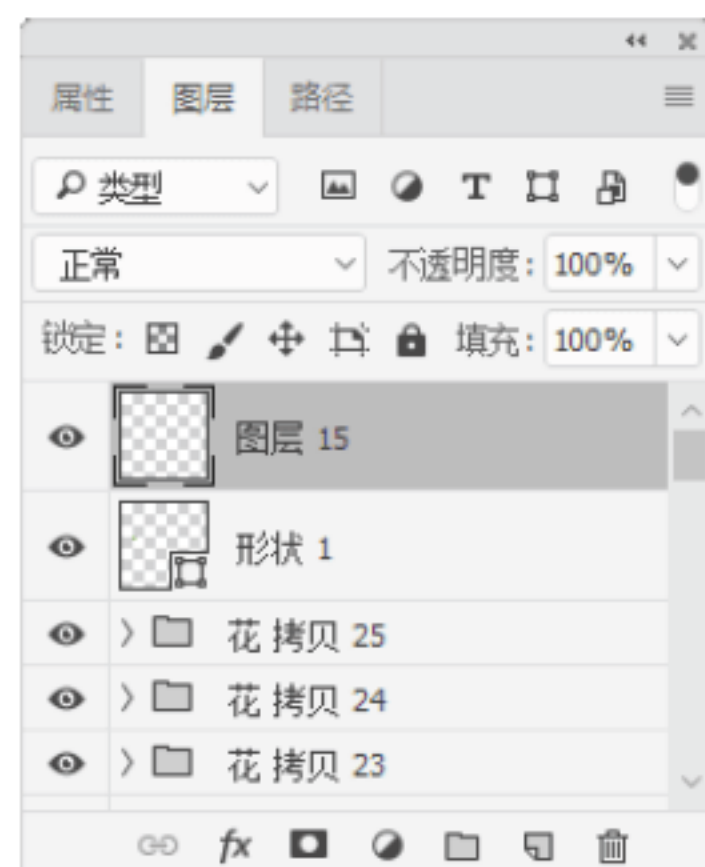 属性 图层 路径
类型
正常 不透明度: 100%
锁定: 填充: 100%
图层 15
形状 1
花 拷贝 25
花 拷贝 24
花 拷贝 23
fx